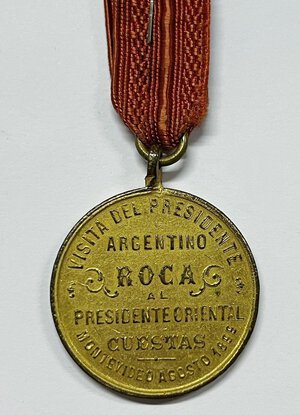 VISITA DEL PRESIDENTE
ARGENTINO
ROCA
AL
PRESIDENTE ORIENTAL
CUESTAS
MONTEVIDEO AGOSTO 1899